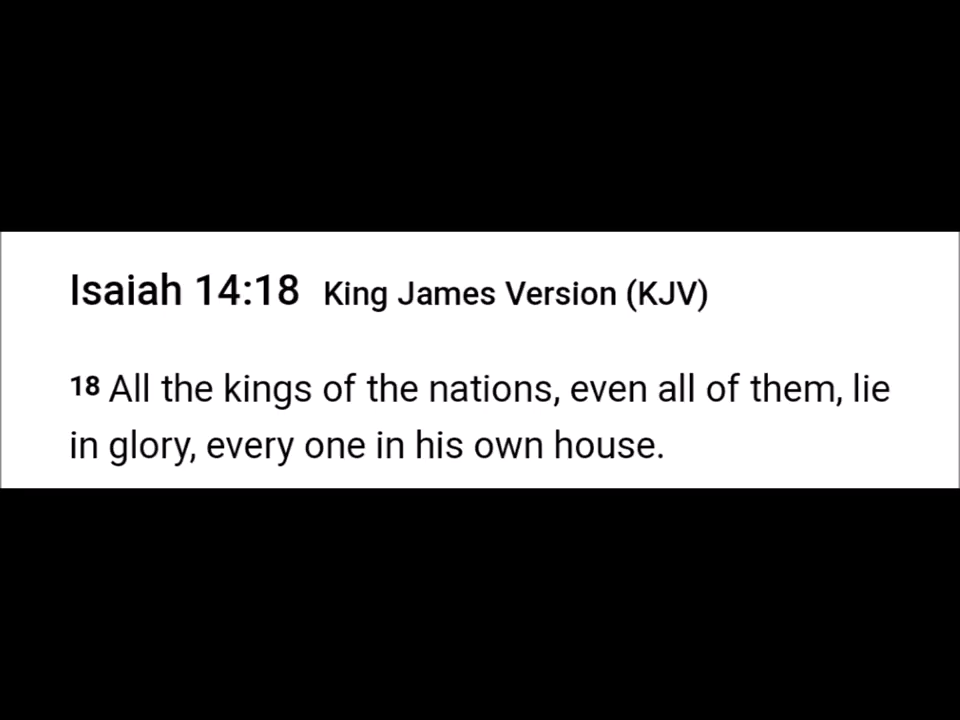 Isaiah 14:18 King James Version (KJV)
18 All the kings of the nations, even all of them, lie
in glory, every one in his own house.